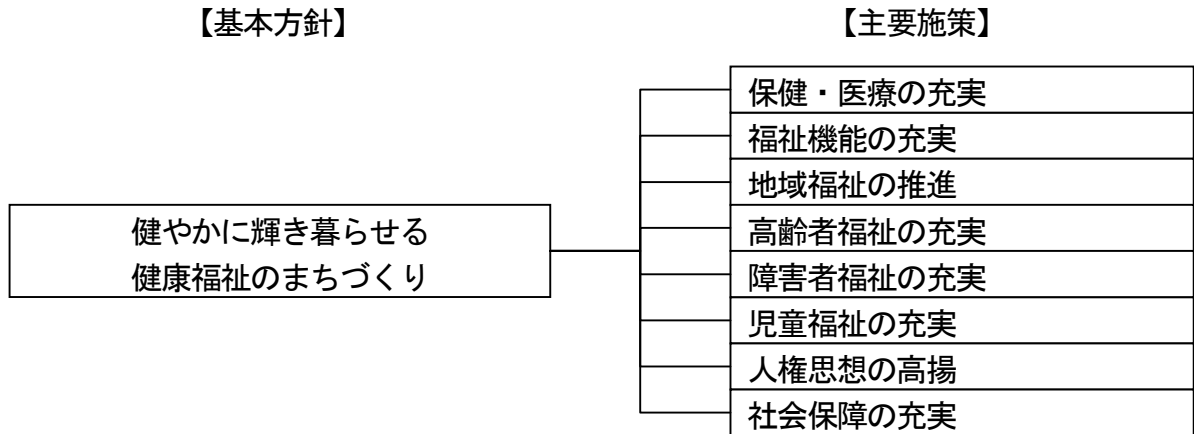 【基本方針】
【主要施策】
健やかに輝き暮らせる
健康福祉のまちづくり
保健・医療の充実
福祉機能の充実
地域福祉の推進
高齢者福祉の充実
障害者福祉の充実
児童福祉の充実
人権思想の高揚
社会保障の充実